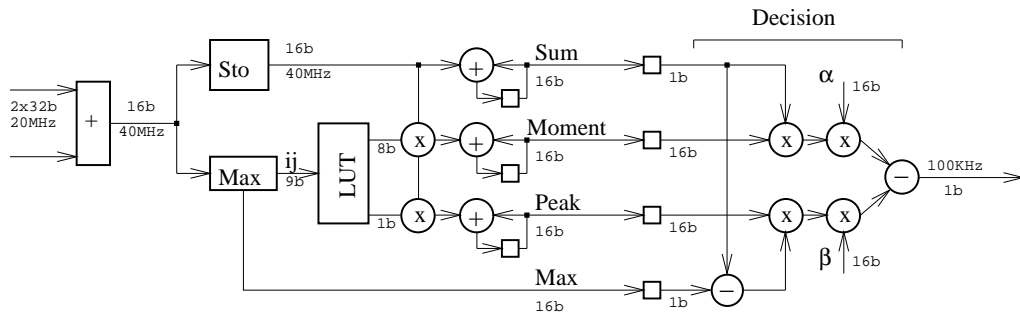 Decision
16b
Sto
40MHz
+
Sum
16b
1b
α
16b
2x32b
20MHz
+
16b
40MHz
ij
9b
Max
LUT
8b
x
+
Moment
16b
16b
x
x
1b
x
+
Peak
16b
16b
x
x
β
16b
−
100KHz
1b
Max
16b
1b
−